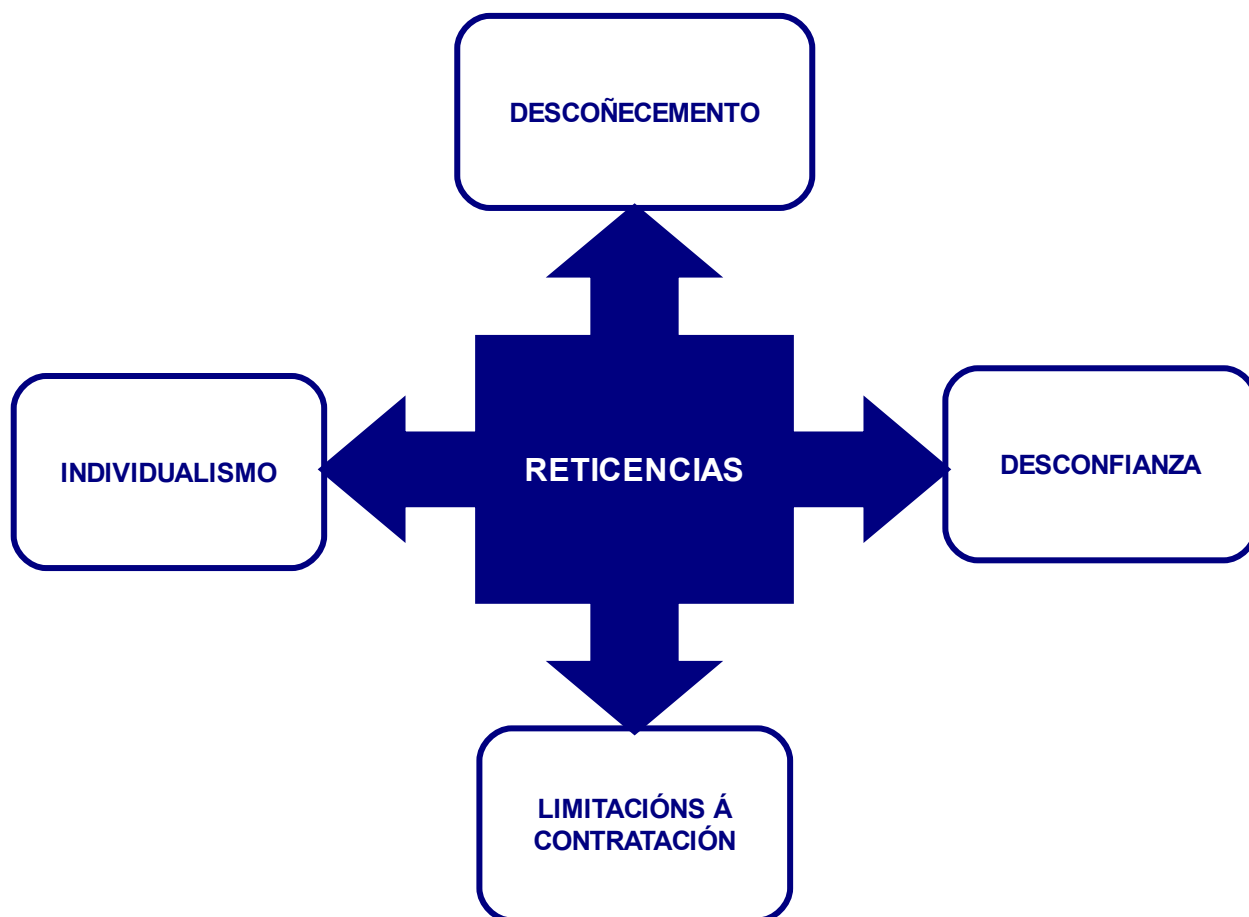 DESCOÑECEMENTO
INDIVIDUALISMO
RETICENCIAS
DESCONFIANZA
LIMITACIÓNS Á
CONTRATACIÓN